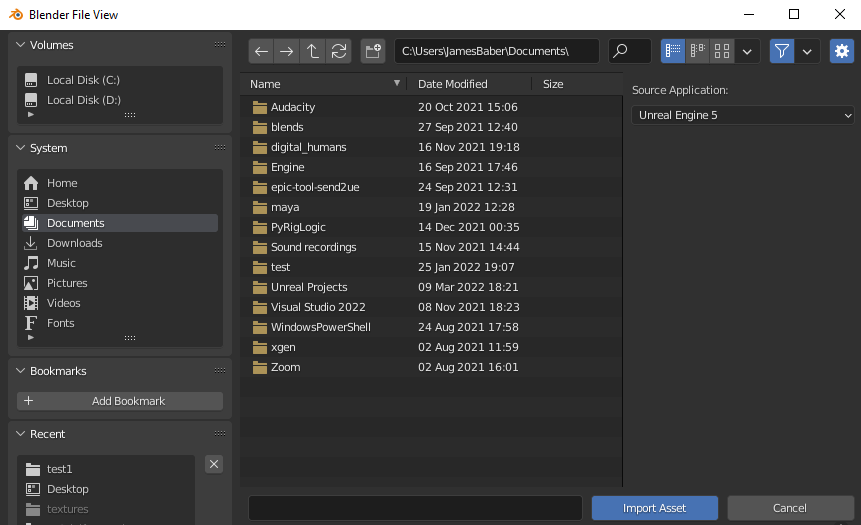 Blender File View
Volumes
Local Disk (C:)
Local Disk (D:)
System
Home
Desktop
Documents
Downloads
Music
Pictures
Videos
Fonts
Bookmarks
Add Bookmark
Recent
test1
Desktop
textures
C:\Users\JamesBaber\Documents\
Name Date Modified Size
Audacity 20 Oct 2021 15:06
blends 27 Sep 2021 12:40
digital_humans 16 Nov 2021 19:18
Engine 16 Sep 2021 17:46
epic-tool-send2ue 24 Sep 2021 12:31
maya 19 Jan 2022 12:28
PyRigLogic 14 Dec 2021 00:35
Sound recordings 15 Nov 2021 14:44
test 25 Jan 2022 19:07
Unreal Projects 09 Mar 2022 18:21
Visual Studio 2022 08 Nov 2021 18:23
WindowsPowerShell 24 Aug 2021 17:58
xgen 02 Aug 2021 11:59
Zoom 02 Aug 2021 16:01
Source Application:
Unreal Engine 5
Import Asset
Cancel